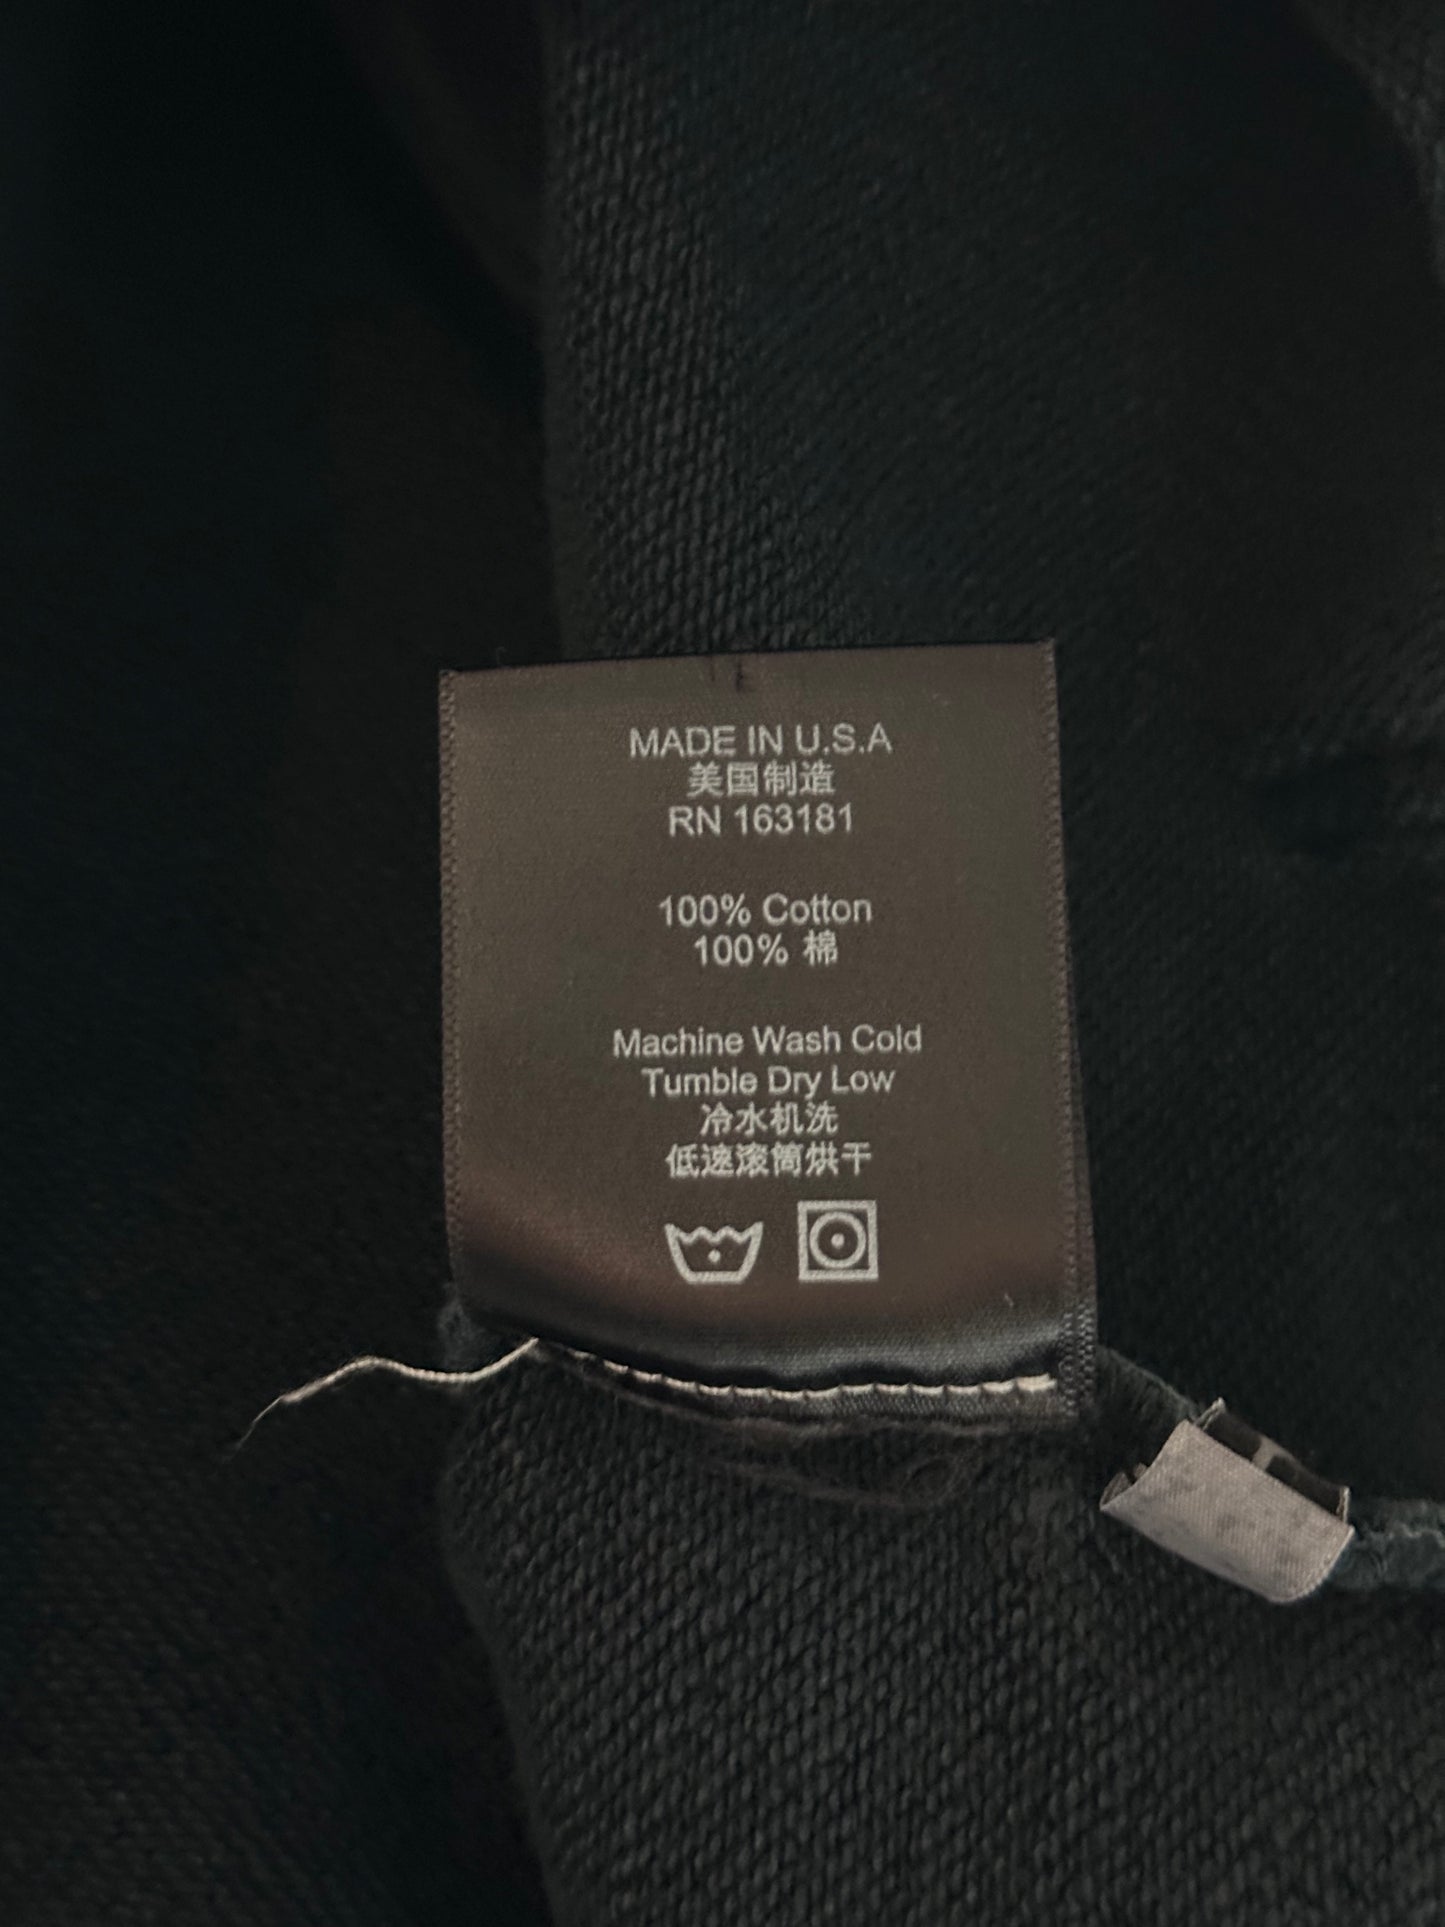 MADE IN U.S.A
美国制造
RN 163181
100% Cotton
100% 棉
Machine Wash Cold
Tumble Dry Low
冷水机洗
低速滚筒烘干